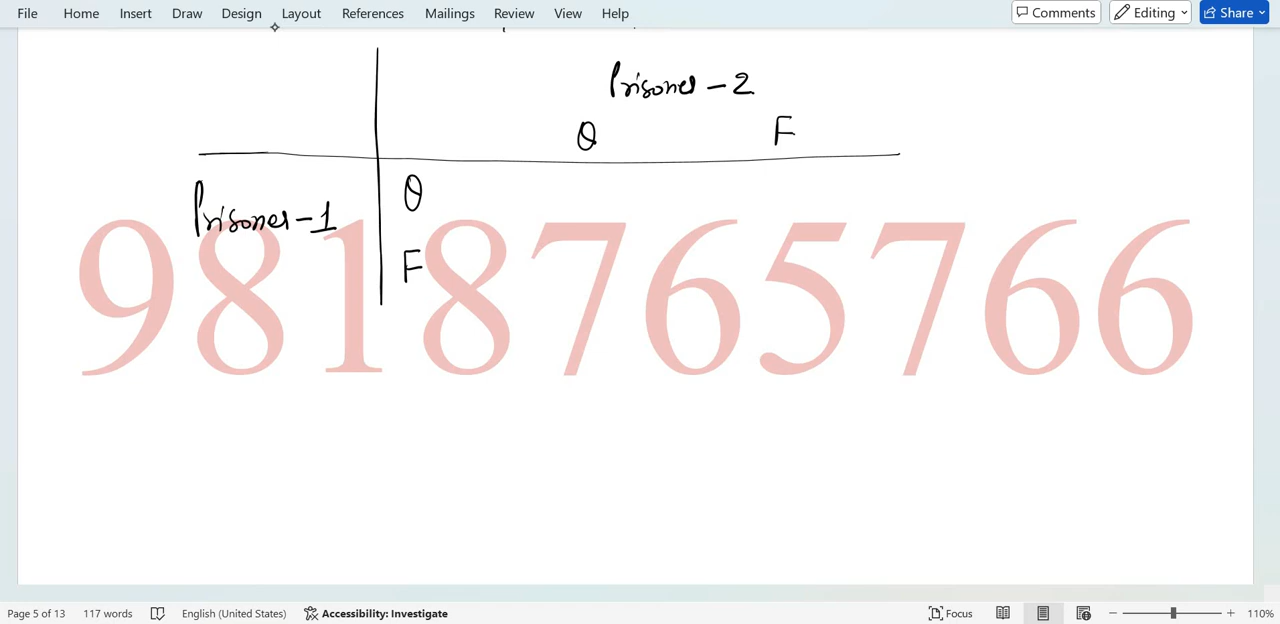 File Home Insert Draw Design Layout References Mailings Review View Help Comments Editing Share
Prisoner - 2
Q F
Q
Prisoner - 1
F
9818765766
Page 5 of 13 117 words English (United States) Accessibility: Investigate Focus 110%